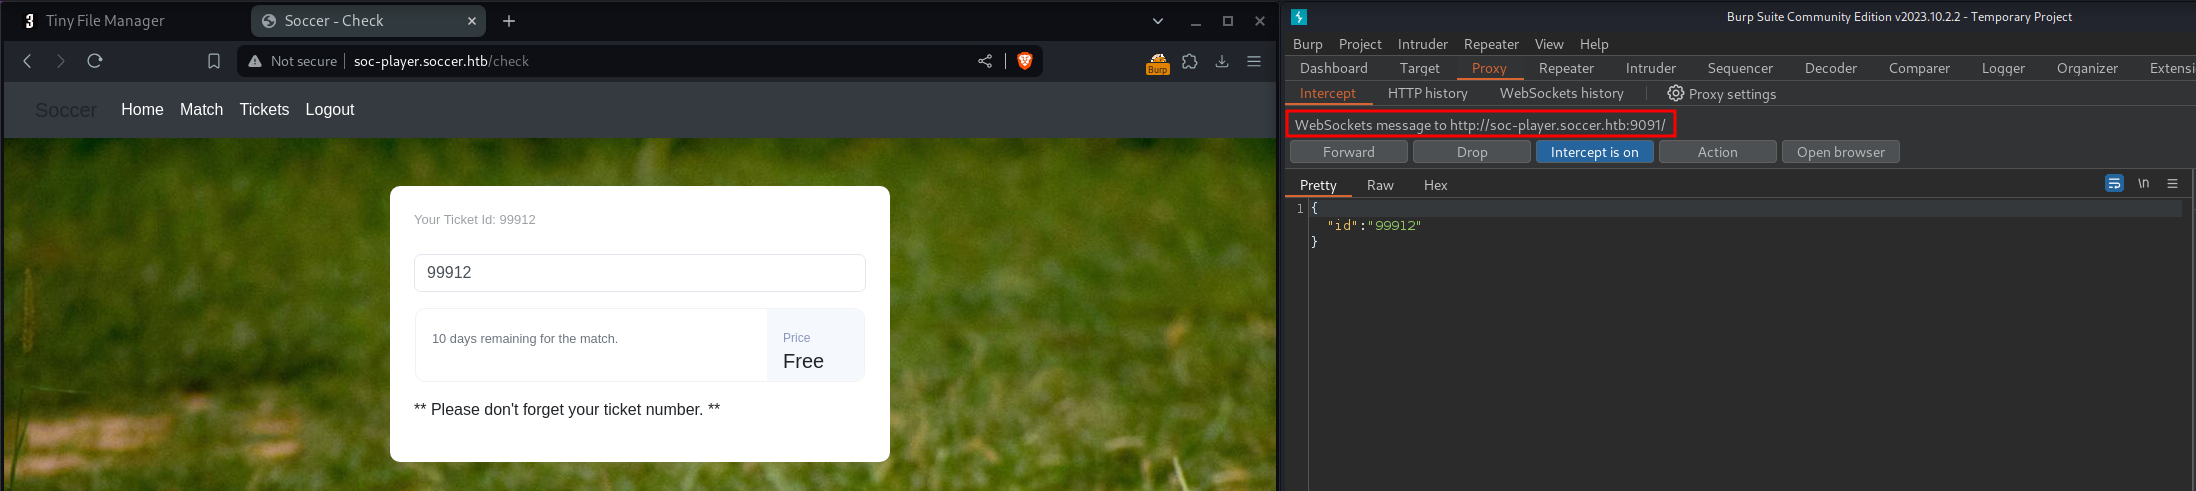 Tiny File Manager
Soccer - Check
Not secure soc-player.soccer.htb/check
Burp
Soccer Home Match Tickets Logout
Your Ticket Id: 99912
99912
10 days remaining for the match.
Price
Free
** Please don't forget your ticket number. **
Burp Suite Community Edition v2023.10.2.2 - Temporary Project
Burp Project Intruder Repeater View Help
Dashboard Target Proxy Repeater Intruder Sequencer Decoder Comparer Logger Organizer Extensi
Intercept HTTP history WebSockets history Proxy settings
WebSockets message to http://soc-player.soccer.htb:9091/
Forward Drop Intercept is on Action Open browser
Pretty Raw Hex \n
1 {
"id":"99912"
}